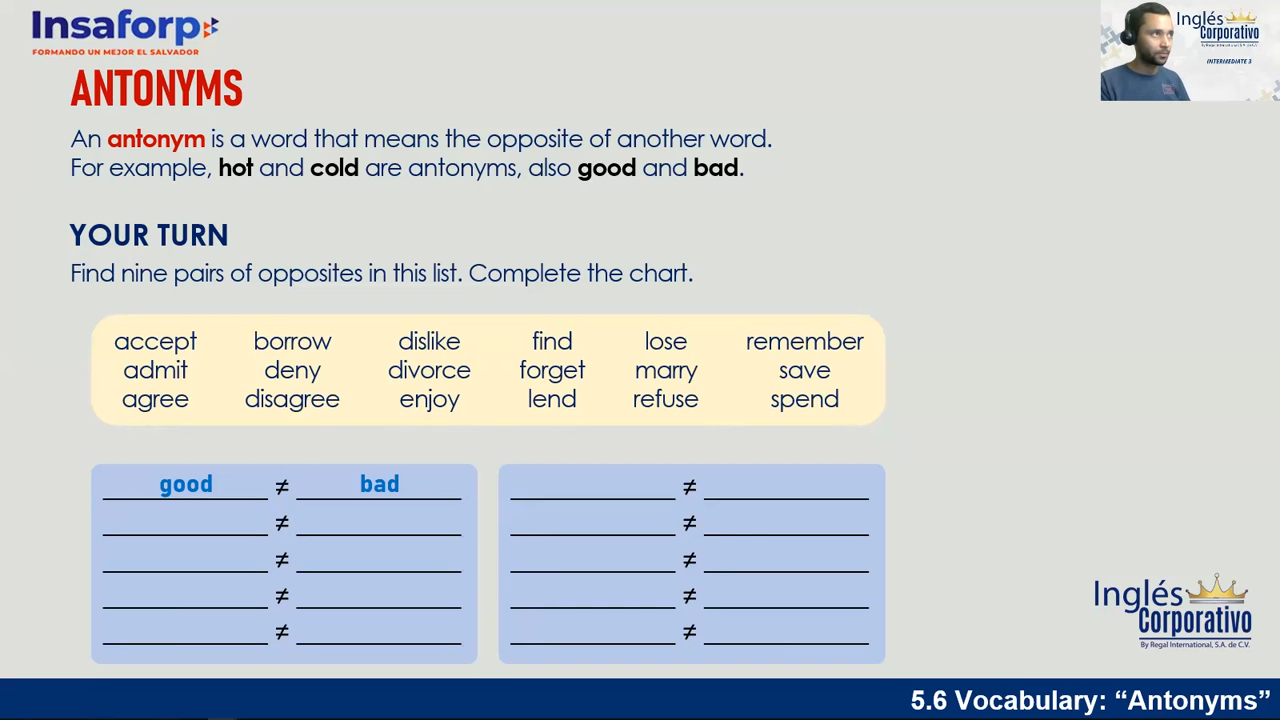 Insaforp
FORMANDO UN MEJOR EL SALVADOR
Inglés
Corporativo
By Regal International, S.A. de C.V.
INTERMEDIATE 3
ANTONYMS
An antonym is a word that means the opposite of another word.
For example, hot and cold are antonyms, also good and bad.
YOUR TURN
Find nine pairs of opposites in this list. Complete the chart.
accept borrow dislike find lose remember
admit deny divorce forget marry save
agree disagree enjoy lend refuse spend
good ≠ bad
≠
≠
≠
≠
≠
≠
≠
≠
≠
Inglés
Corporativo
By Regal International, S.A. de C.V.
5.6 Vocabulary: “Antonyms”